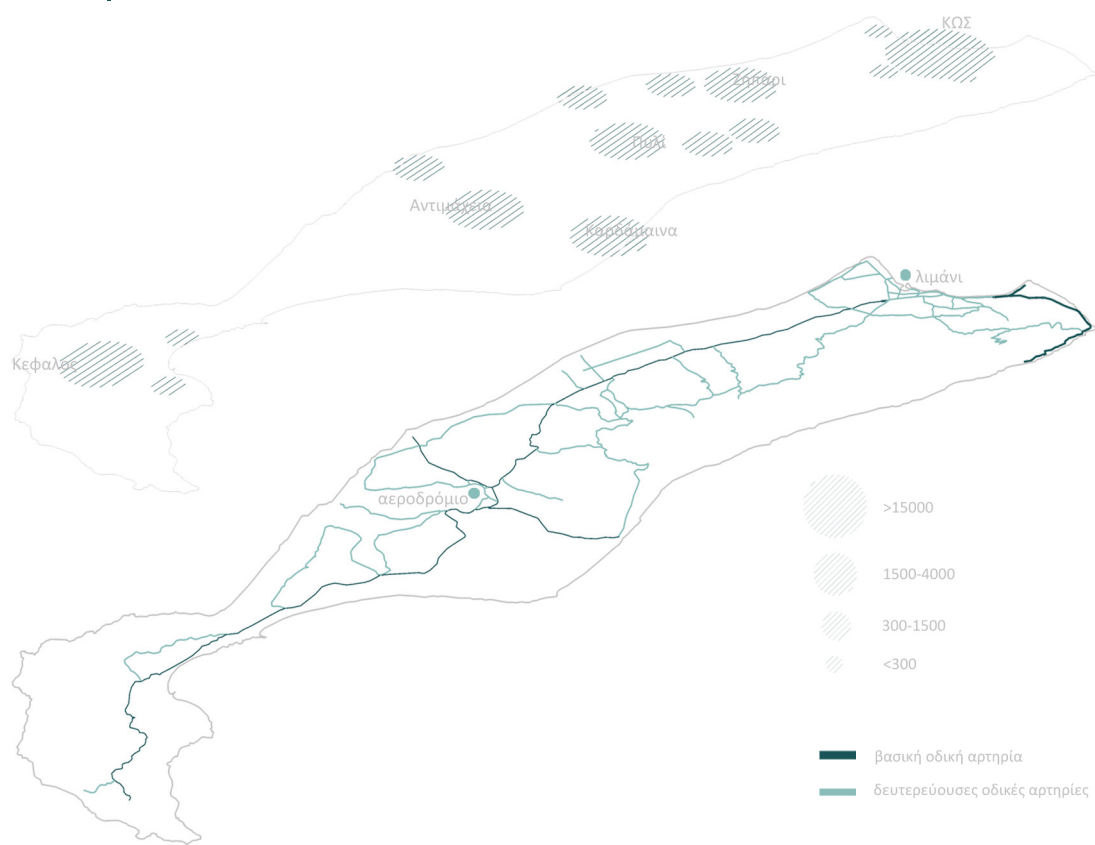 ΚΩΣ
Ζηπάρι
Πυλί
Αντιμάχεια
Καρδάμαινα
λιμάνι
Κεφαλος
αεροδρόμιο
>15000
1500-4000
300-1500
<300
βασική οδική αρτηρία
δευτερεύουσες οδικές αρτηρίες